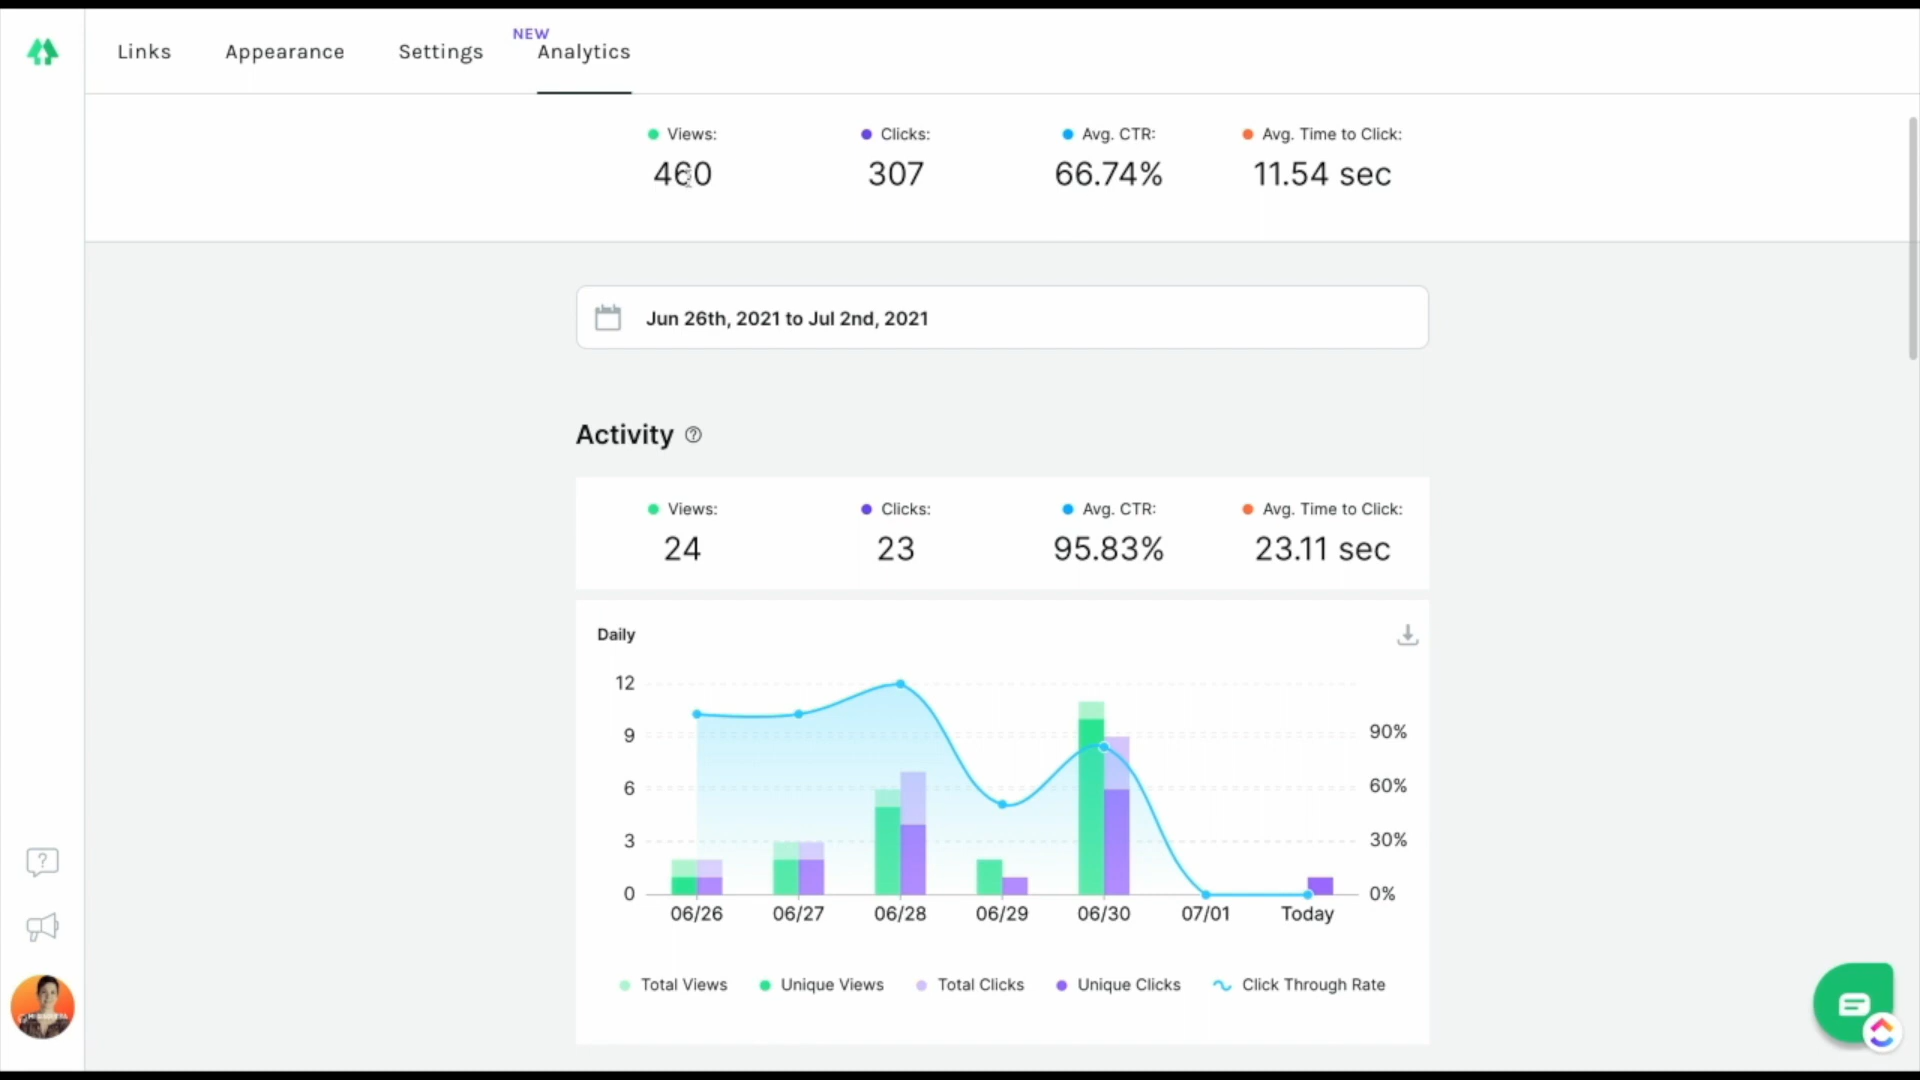 Links Appearance Settings NEW Analytics
Views: Clicks: Avg. CTR: Avg. Time to Click:
460 307 66.74% 11.54 sec
Jun 26th, 2021 to Jul 2nd, 2021
Activity
Views: Clicks: Avg. CTR: Avg. Time to Click:
24 23 95.83% 23.11 sec
Daily
12
9 90%
6 60%
3 30%
0 0%
06/26 06/27 06/28 06/29 06/30 07/01 Today
Total Views Unique Views Total Clicks Unique Clicks Click Through Rate